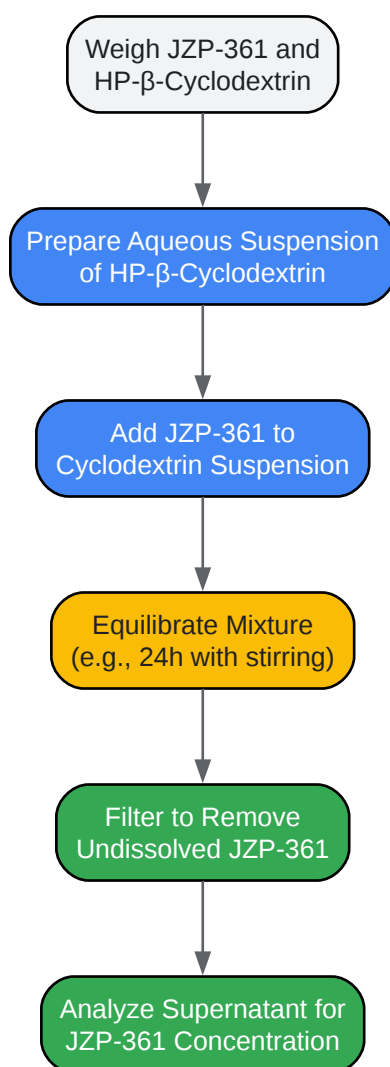 Weigh JZP-361 and
HP-β-Cyclodextrin
Prepare Aqueous Suspension
of HP-β-Cyclodextrin
Add JZP-361 to
Cyclodextrin Suspension
Equilibrate Mixture
(e.g., 24h with stirring)
Filter to Remove
Undissolved JZP-361
Analyze Supernatant for
JZP-361 Concentration